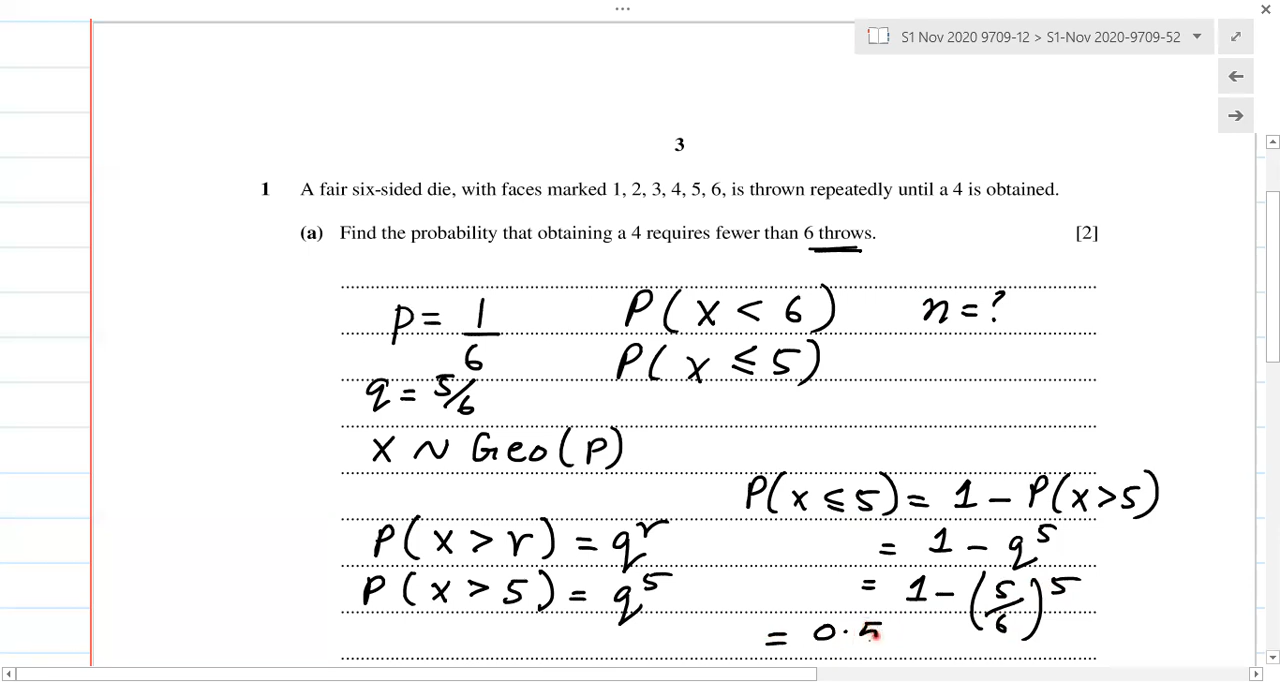 ...
S1 Nov 2020 9709-12 > S1-Nov 2020-9709-52
3
1 A fair six-sided die, with faces marked 1, 2, 3, 4, 5, 6, is thrown repeatedly until a 4 is obtained.
(a) Find the probability that obtaining a 4 requires fewer than 6 throws. [2]
p = 1/6 P(X < 6) n = ?
P(X ⩽ 5)
q = 5/6
X ~ Geo(p)
P(X ⩽ 5) = 1 - P(X > 5)
P(X > r) = q^r = 1 - q^5
P(X > 5) = q^5 = 1 - (5/6)^5
= 0.5